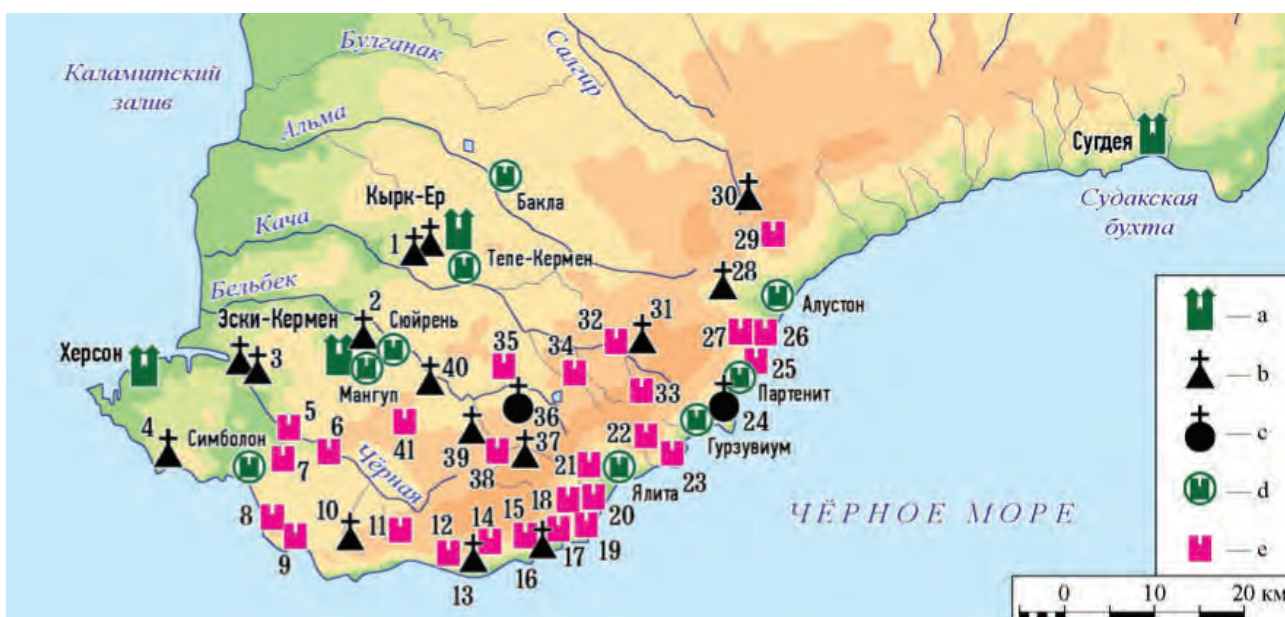 Каламитский
залив
Булганак
Салгир
Альма
Сугдея
Судакская
бухта
Бакла
Кырк-Ер
30
29
1
Кача
Тепе-Кермен
28
Алустон
Бельбек
2
Эски-Кермен
Сюйрень
Херсон
3
Мангуп
40
35
34
32
31
27
26
25
33
Партенит
36
24
Гурзувиум
4
Симболон
5
6
7
41
39
38
37
22
21
23
Ялита
Чёрная
8
9
10
11
12
13
14
15
16
17
18
19
20
ЧЁРНОЕ МОРЕ
— a
— b
— c
— d
— e
0 10 20 км